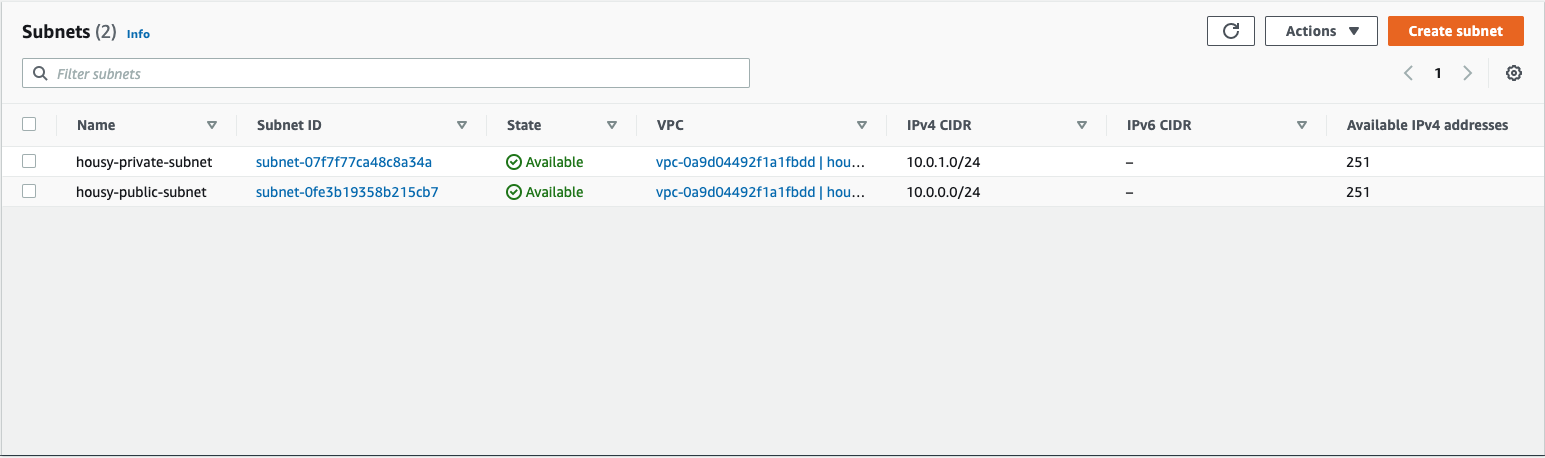 Subnets (2) Info Actions Create subnet
Filter subnets 1
Name Subnet ID State VPC IPv4 CIDR IPv6 CIDR Available IPv4 addresses
housy-private-subnet subnet-07f7f77ca48c8a34a Available vpc-0a9d04492f1a1fbdd | hou… 10.0.1.0/24 – 251
housy-public-subnet subnet-0fe3b19358b215cb7 Available vpc-0a9d04492f1a1fbdd | hou… 10.0.0.0/24 – 251